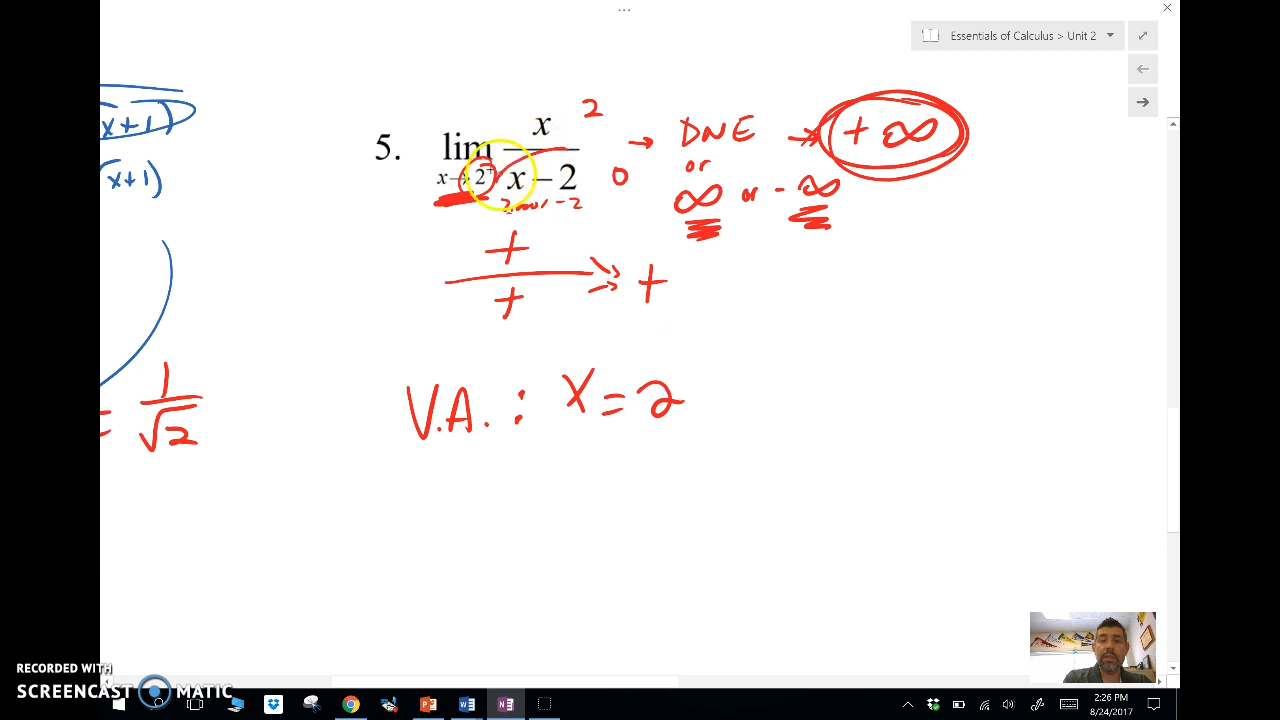 Essentials of Calculus > Unit 2
(x+1)
(x+1)
5. lim x→2⁺ x/(x−2)
2
0
→ DNE → +∞
or
∞ or -∞
+
+
→ +
= 1/√2
V.A. : X = 2
RECORDED WITH
SCREENCAST MATIC
2:26 PM
8/24/2017